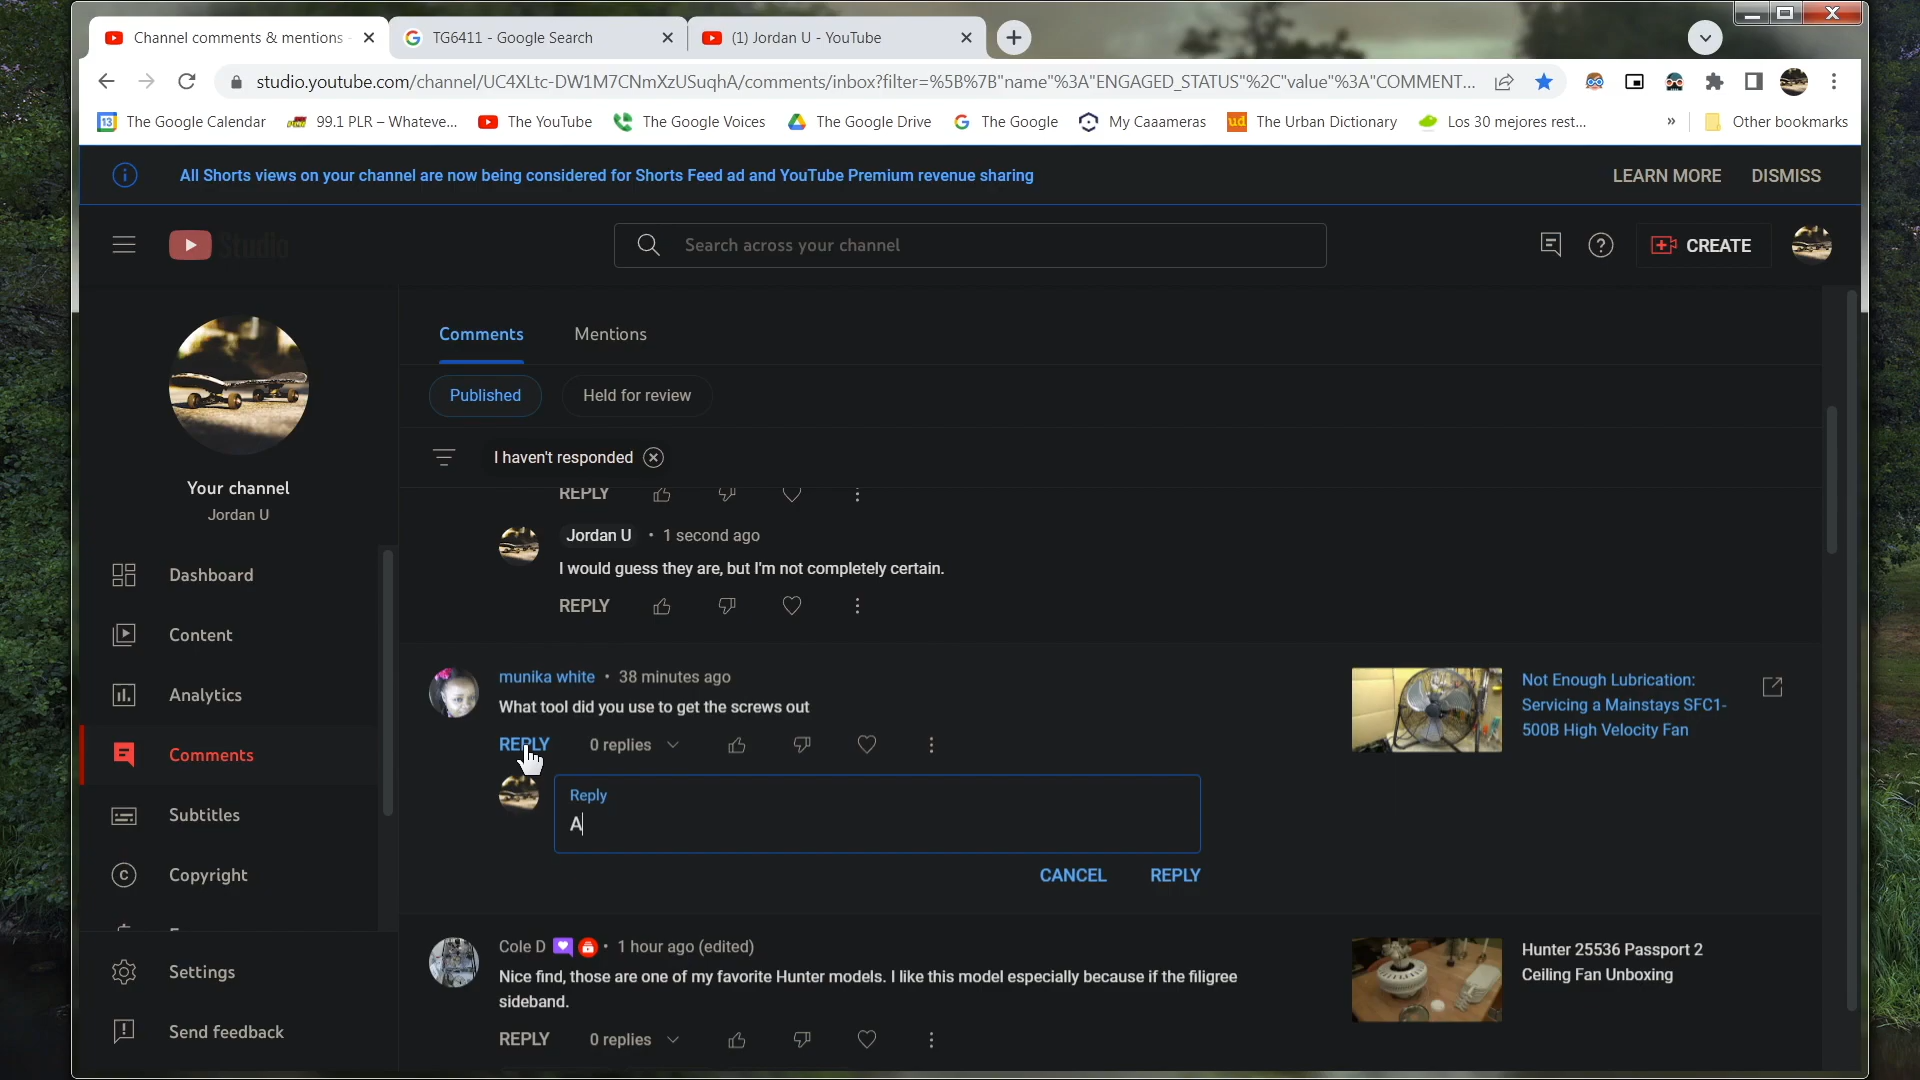 Channel comments & mentions -
TG6411 - Google Search
(1) Jordan U - YouTube
studio.youtube.com/channel/UC4XLtc-DW1M7CNmXzUSuqhA/comments/inbox?filter=%5B%7B"name"%3A"ENGAGED_STATUS"%2C"value"%3A"COMMENT...
13 The Google Calendar
99.1 PLR – Whateve...
The YouTube
The Google Voices
The Google Drive
The Google
My Caaameras
ud The Urban Dictionary
Los 30 mejores rest...
»
Other bookmarks
All Shorts views on your channel are now being considered for Shorts Feed ad and YouTube Premium revenue sharing
LEARN MORE
DISMISS
Studio
Search across your channel
CREATE
Your channel
Jordan U
Dashboard
Content
Analytics
Comments
Subtitles
Copyright
Settings
Send feedback
Comments
Mentions
Published
Held for review
I haven't responded
REPLY
Jordan U • 1 second ago
I would guess they are, but I'm not completely certain.
REPLY
munika white • 38 minutes ago
What tool did you use to get the screws out
REPLY
0 replies
Not Enough Lubrication:
Servicing a Mainstays SFC1-
500B High Velocity Fan
Reply
A
CANCEL
REPLY
Cole D • 1 hour ago (edited)
Nice find, those are one of my favorite Hunter models. I like this model especially because if the filigree
sideband.
REPLY
0 replies
Hunter 25536 Passport 2
Ceiling Fan Unboxing